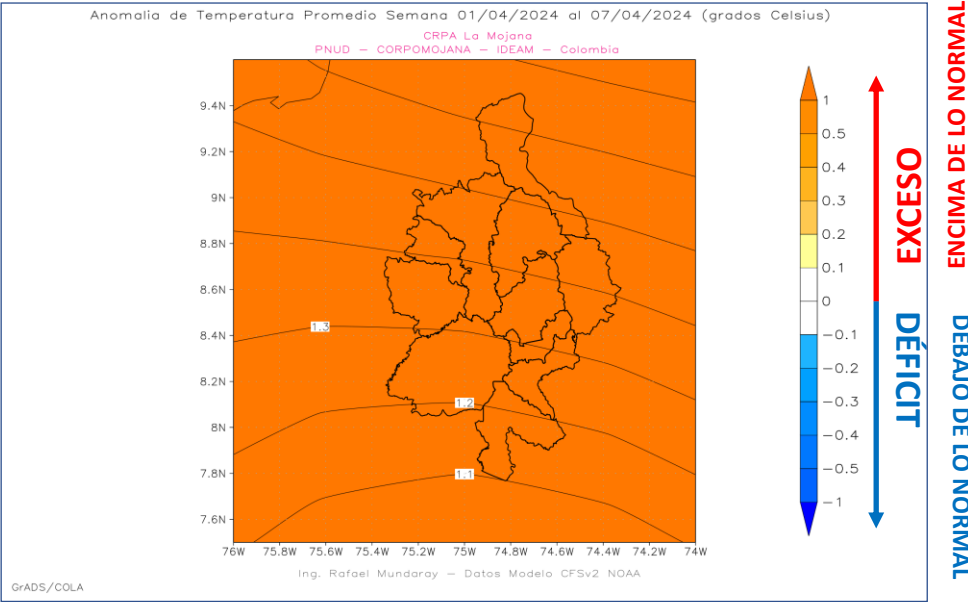 Anomalia de Temperatura Promedio Semana 01/04/2024 al 07/04/2024 (grados Celsius)
CRPA La Mojana
PNUD – CORPOMOJANA – IDEAM – Colombia
9.4N
9.2N
9N
8.8N
8.6N
8.4N
8.2N
8N
7.8N
7.6N
76W 75.8W 75.6W 75.4W 75.2W 75W 74.8W 74.6W 74.4W 74.2W 74W
1.3
1.2
1.1
1
0.5
0.4
0.3
0.2
0.1
0
−0.1
−0.2
−0.3
−0.4
−0.5
−1
EXCESO
DÉFICIT
ENCIMA DE LO NORMAL
DEBAJO DE LO NORMAL
Ing. Rafael Mundaray – Datos Modelo CFSv2 NOAA
GrADS/COLA